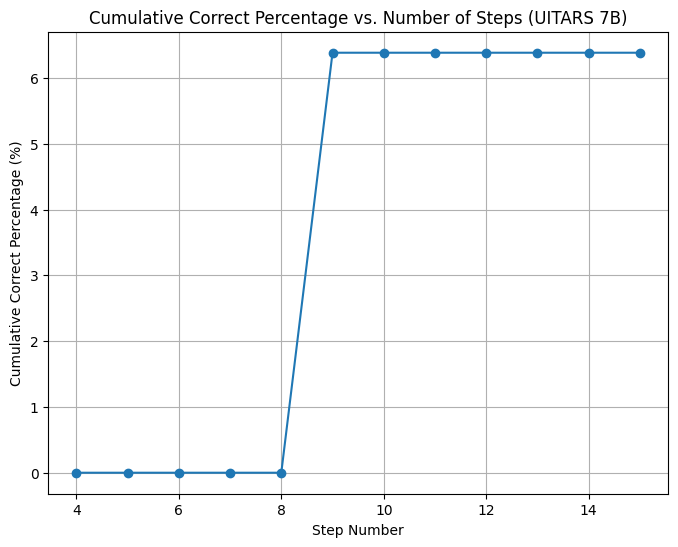 Cumulative Correct Percentage vs. Number of Steps (UITARS 7B)
Cumulative Correct Percentage (%)
6
5
4
3
2
1
0
4 6 8 10 12 14
Step Number